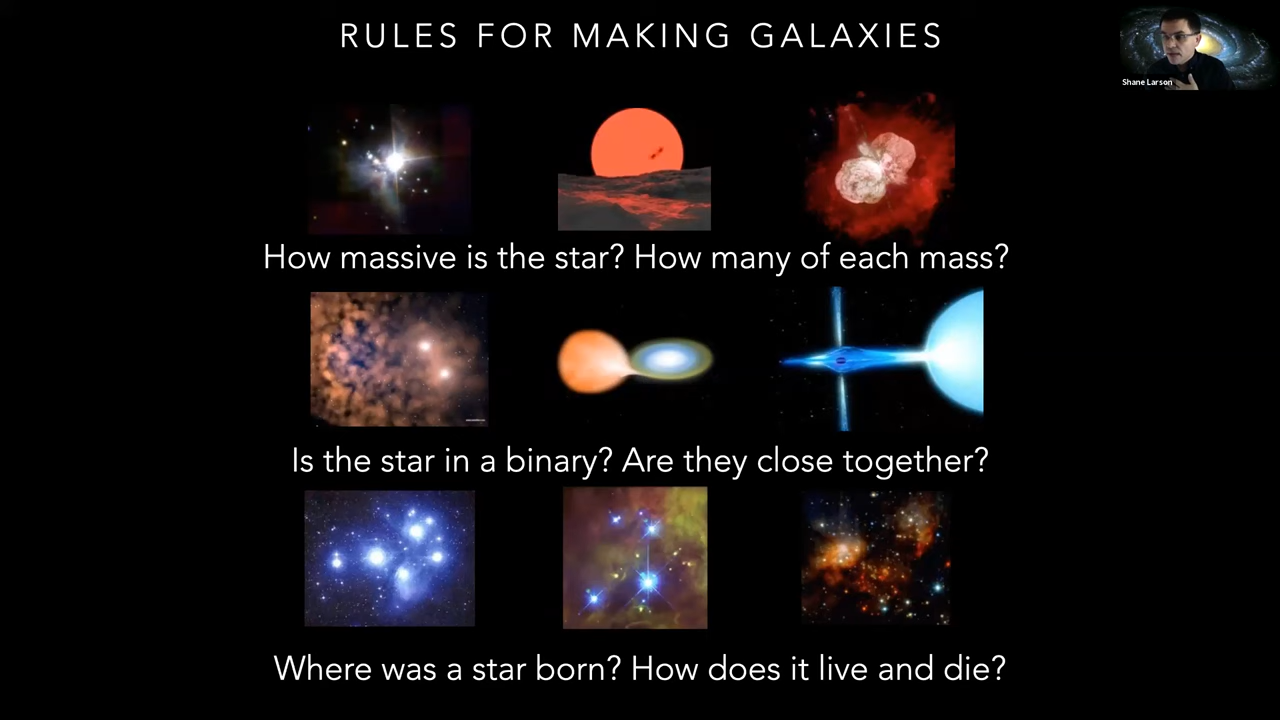 RULES FOR MAKING GALAXIES
Shane Larson
How massive is the star? How many of each mass?
Is the star in a binary? Are they close together?
Where was a star born? How does it live and die?